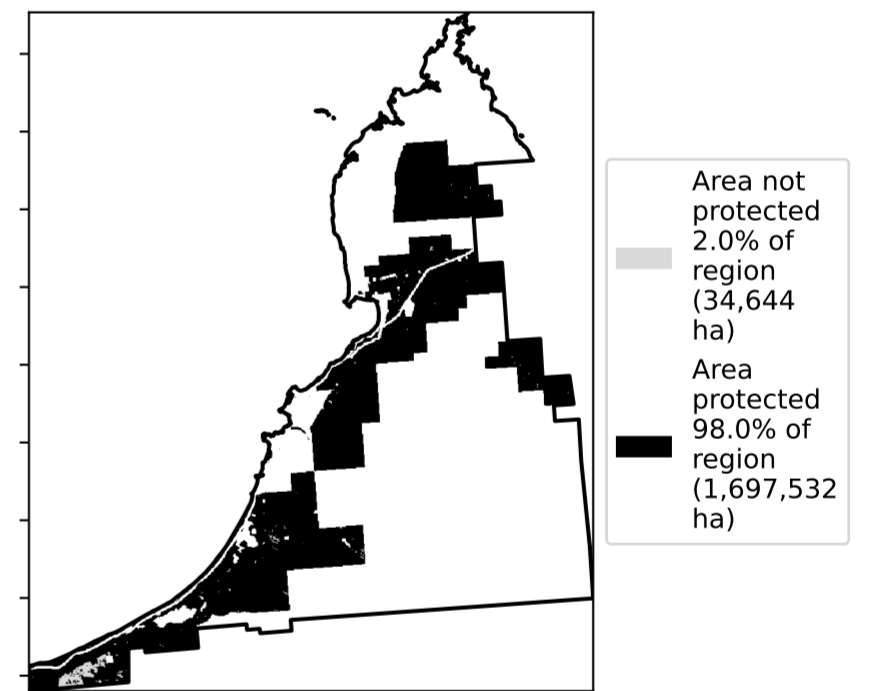 Area not
protected
2.0% of
region
(34,644
ha)
Area
protected
98.0% of
region
(1,697,532
ha)